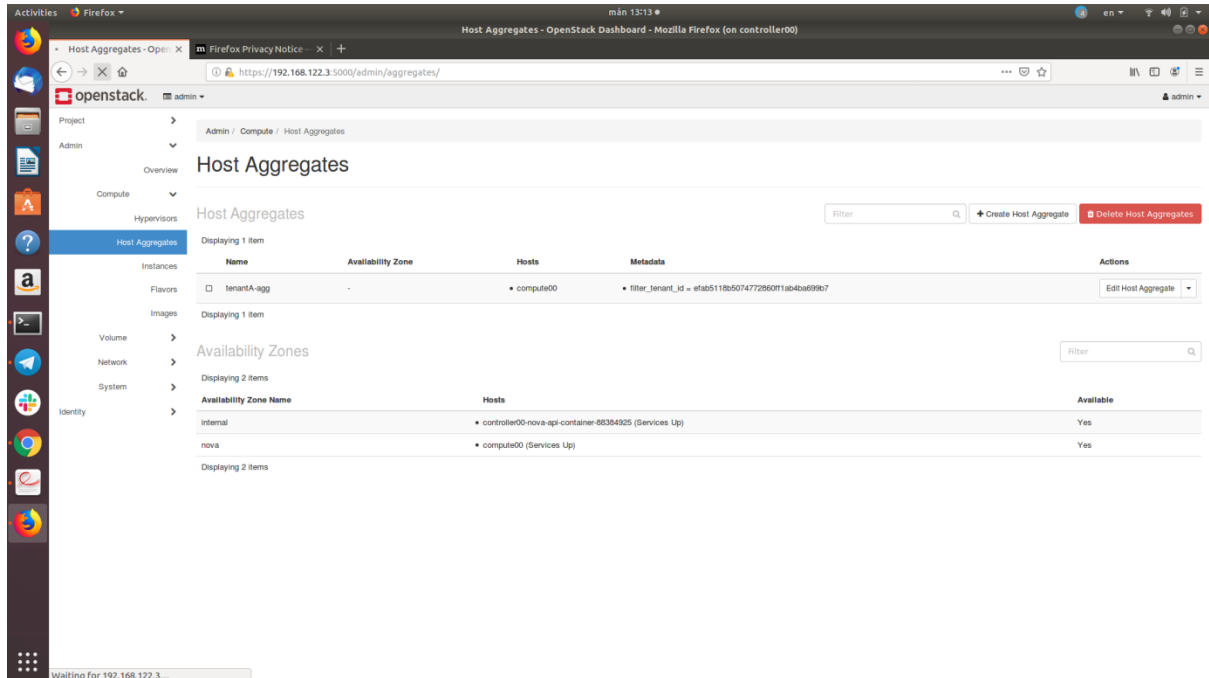 Activities Firefox mån 13:13 en
Host Aggregates - OpenStack Dashboard - Mozilla Firefox (on controller00)
Host Aggregates - Open Firefox Privacy Notice —
https://192.168.122.3:5000/admin/aggregates/
openstack. admin admin
Project
Admin / Compute / Host Aggregates
Admin
Overview
Host Aggregates
Compute
Hypervisors
Host Aggregates
Filter
+ Create Host Aggregate
Delete Host Aggregates
Host Aggregates
Displaying 1 item
Name Availability Zone Hosts Metadata Actions
Instances
Flavors
tenantA-agg - • compute00 • filter_tenant_id = efab5118b5074772860f1ab4ba699b7 Edit Host Aggregate
Images
Displaying 1 item
Volume
Availability Zones
Filter
Network
Displaying 2 items
System
Availability Zone Name Hosts Available
Identity
internal • controller00-nova-api-container-88384925 (Services Up) Yes
nova • compute00 (Services Up) Yes
Displaying 2 items
Waiting for 192.168.122.3...